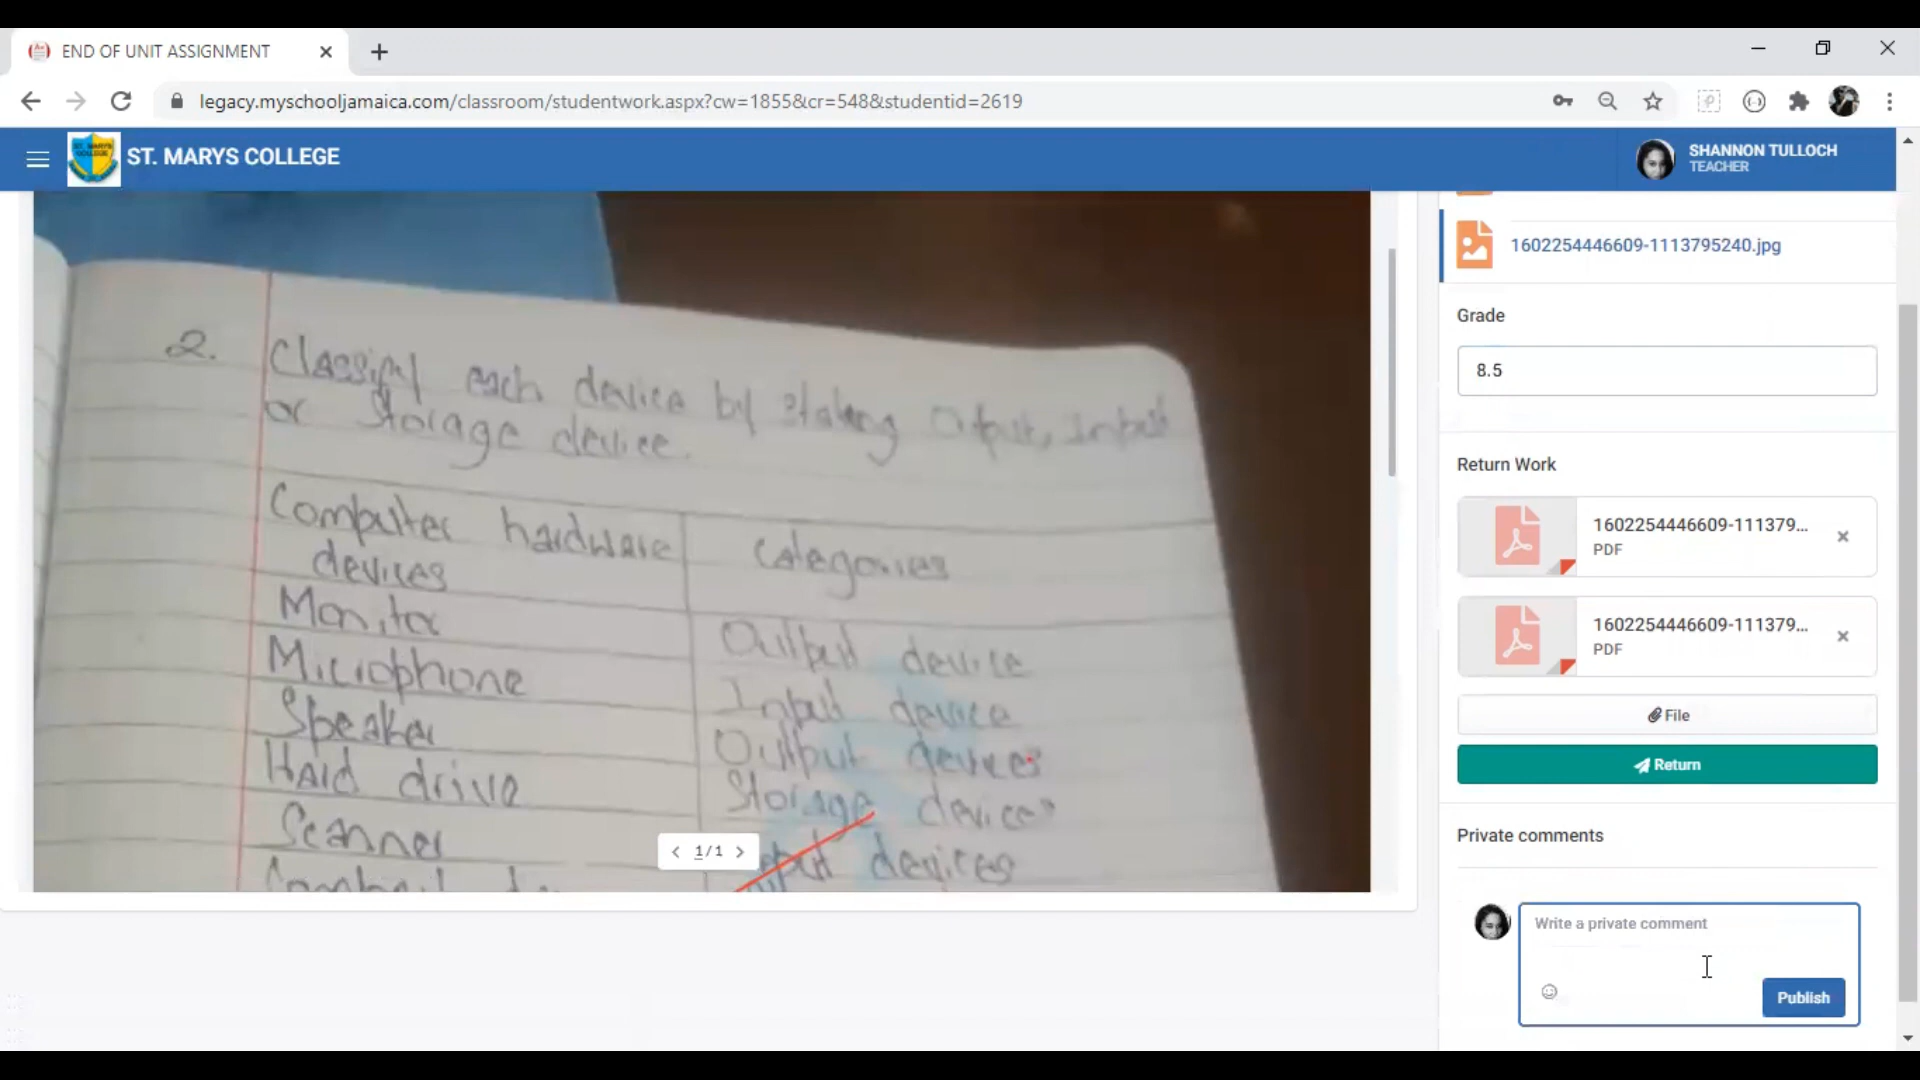 END OF UNIT ASSIGNMENT
legacy.myschooljamaica.com/classroom/studentwork.aspx?cw=1855&cr=548&studentid=2619
ST. MARYS COLLEGE
SHANNON TULLOCH
TEACHER
2. Classify each device by stating Output, Input
or Storage device.
Computer hardware devices
Categories
Monitor
Output device
Microphone
Input device
Speaker
Output devices
Hard drive
Storage devices
Scanner
devices
1/1
1602254446609-1113795240.jpg
Grade
8.5
Return Work
1602254446609-111379...
PDF
1602254446609-111379...
PDF
File
Return
Private comments
Write a private comment
Publish